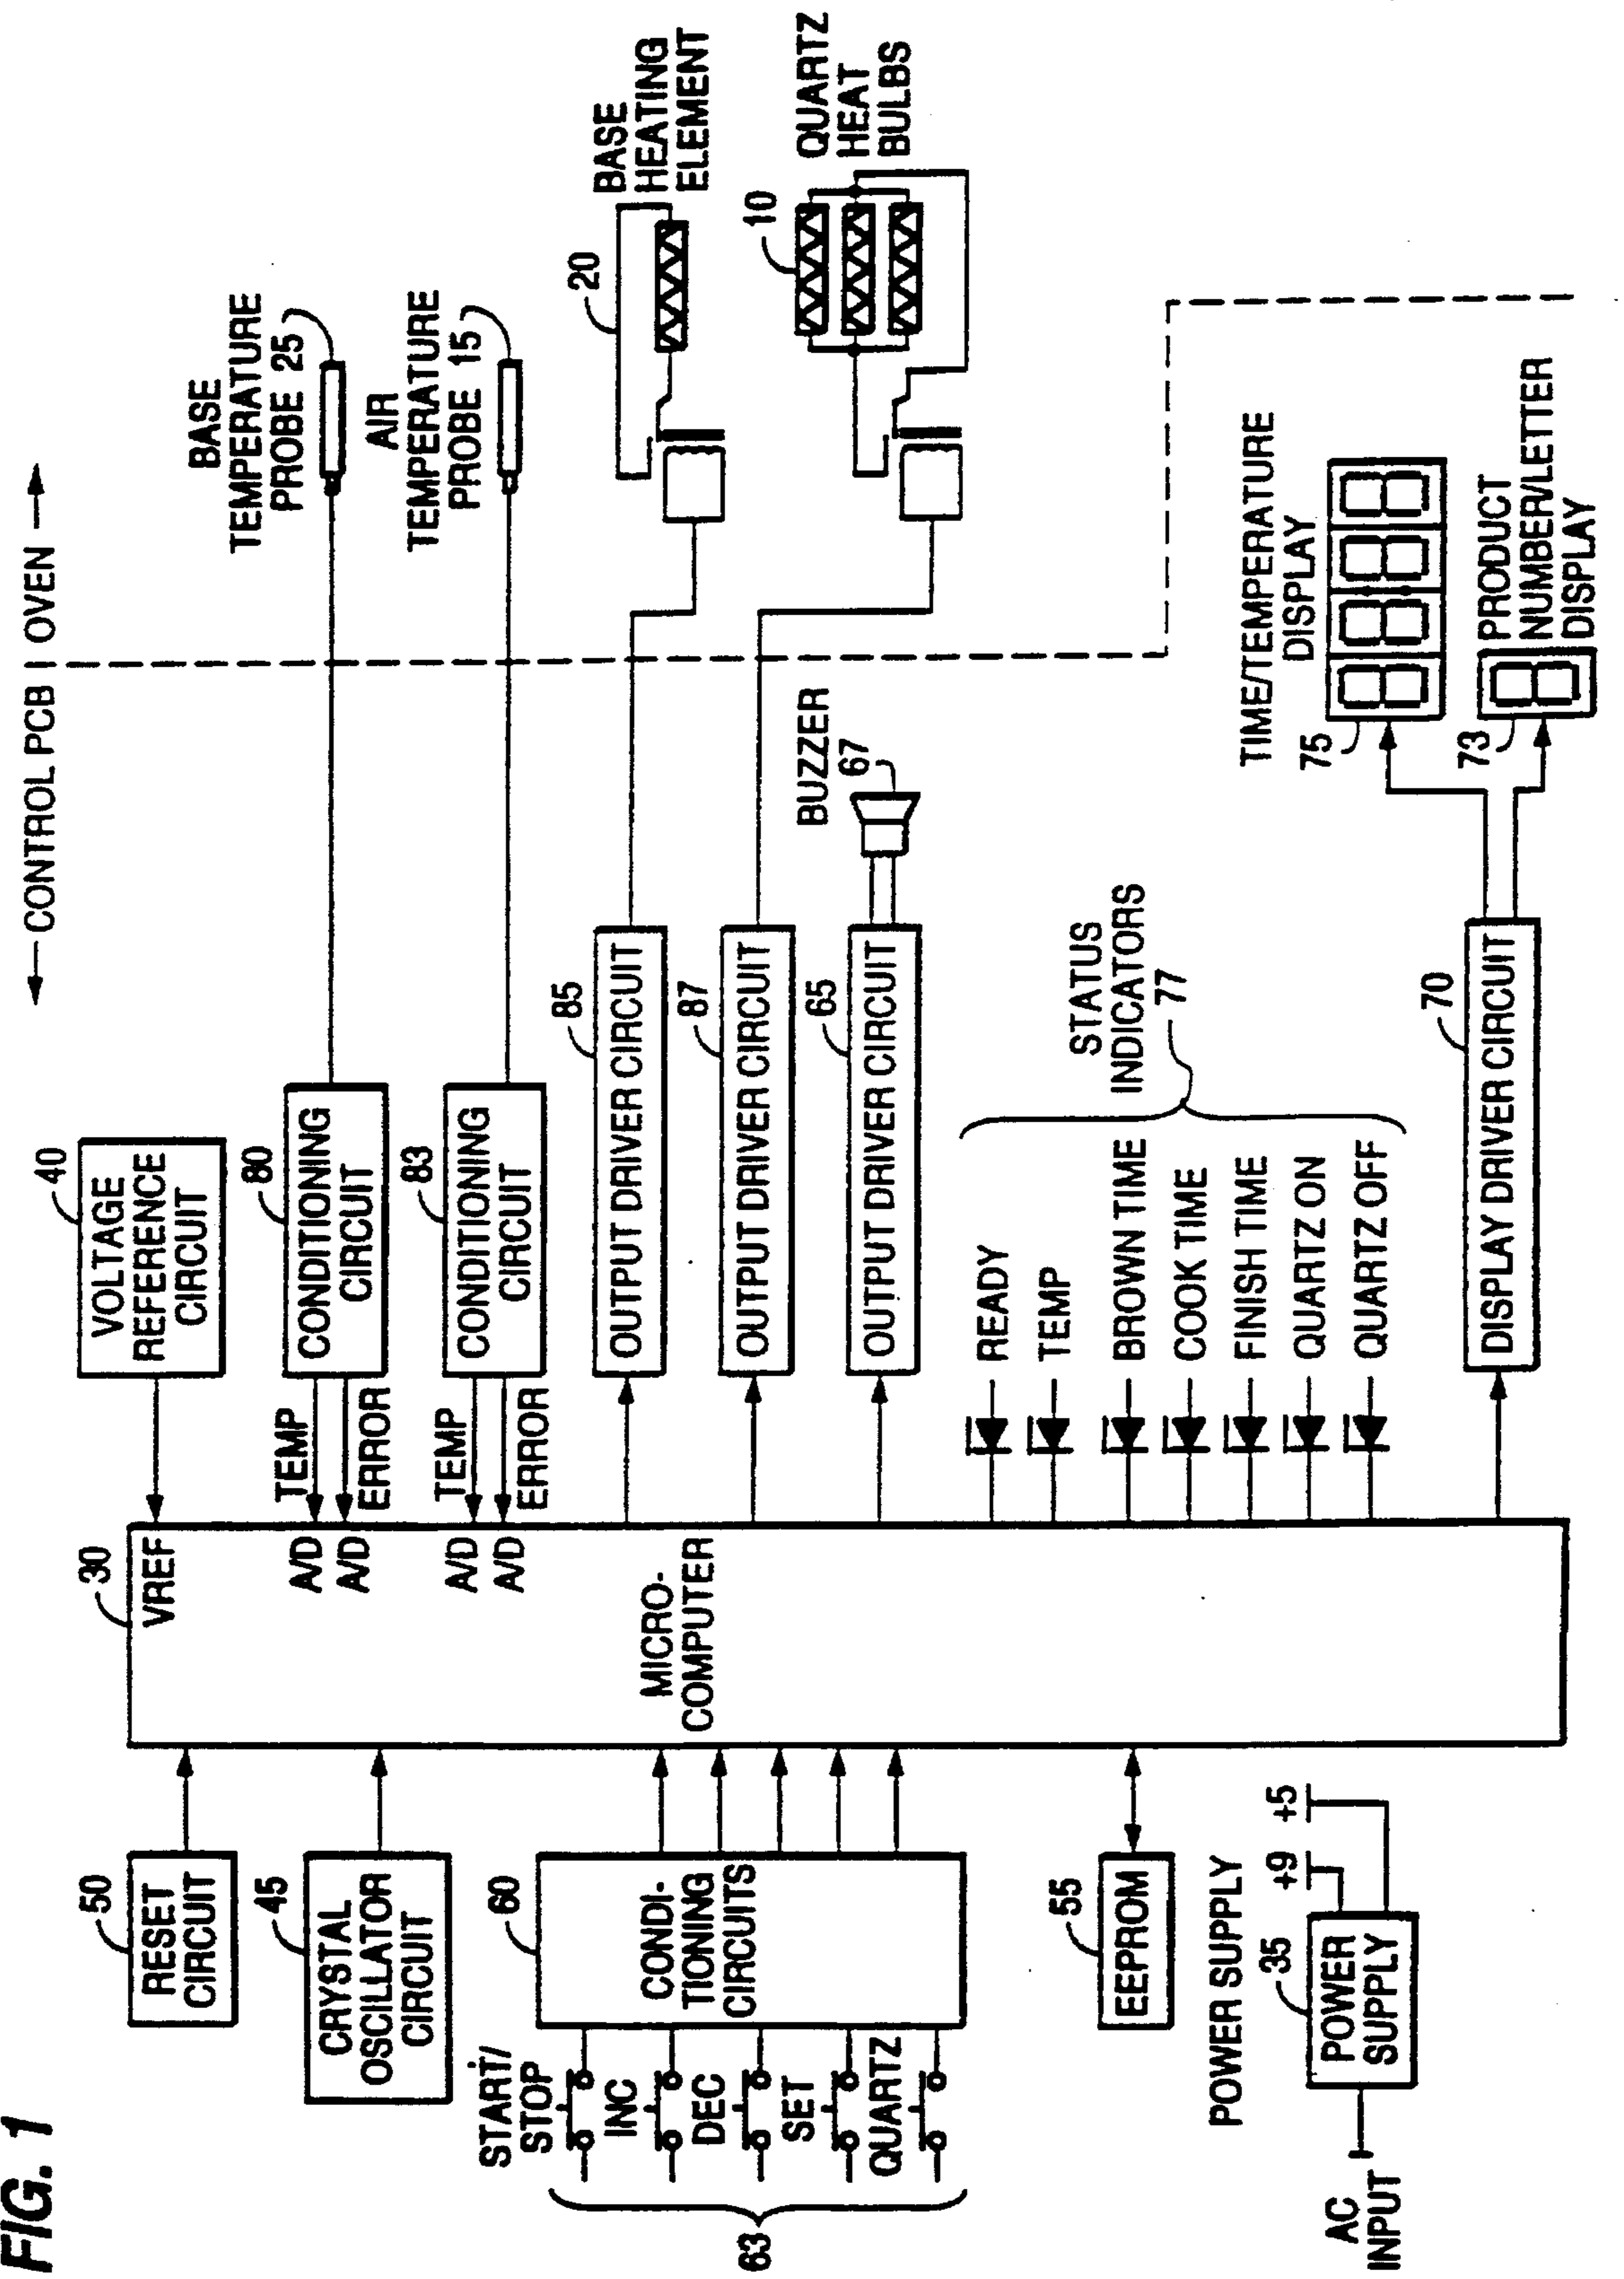 FIG. 1
← CONTROL PCB | OVEN →
50
RESET
CIRCUIT
45
CRYSTAL
OSCILLATOR
CIRCUIT
START/
STOP
INC
DEC
SET
QUARTZ
63
60
CONDI-
TIONING
CIRCUITS
55
EEPROM
POWER SUPPLY
35
POWER
SUPPLY
+9
+5
AC
INPUT
30
VREF
A/D
A/D
A/D
A/D
MICRO-
COMPUTER
40
VOLTAGE
REFERENCE
CIRCUIT
TEMP
ERROR
80
CONDITIONING
CIRCUIT
TEMP
ERROR
83
CONDITIONING
CIRCUIT
85
OUTPUT DRIVER CIRCUIT
87
OUTPUT DRIVER CIRCUIT
65
OUTPUT DRIVER CIRCUIT
BUZZER
67
READY
TEMP
BROWN TIME
COOK TIME
FINISH TIME
QUARTZ ON
QUARTZ OFF
STATUS
INDICATORS
77
70
DISPLAY DRIVER CIRCUIT
BASE
TEMPERATURE
PROBE 25
AIR
TEMPERATURE
PROBE 15
20
BASE
HEATING
ELEMENT
10
QUARTZ
HEAT
BULBS
TIME/TEMPERATURE
DISPLAY
75
73
PRODUCT
NUMBER/LETTER
DISPLAY